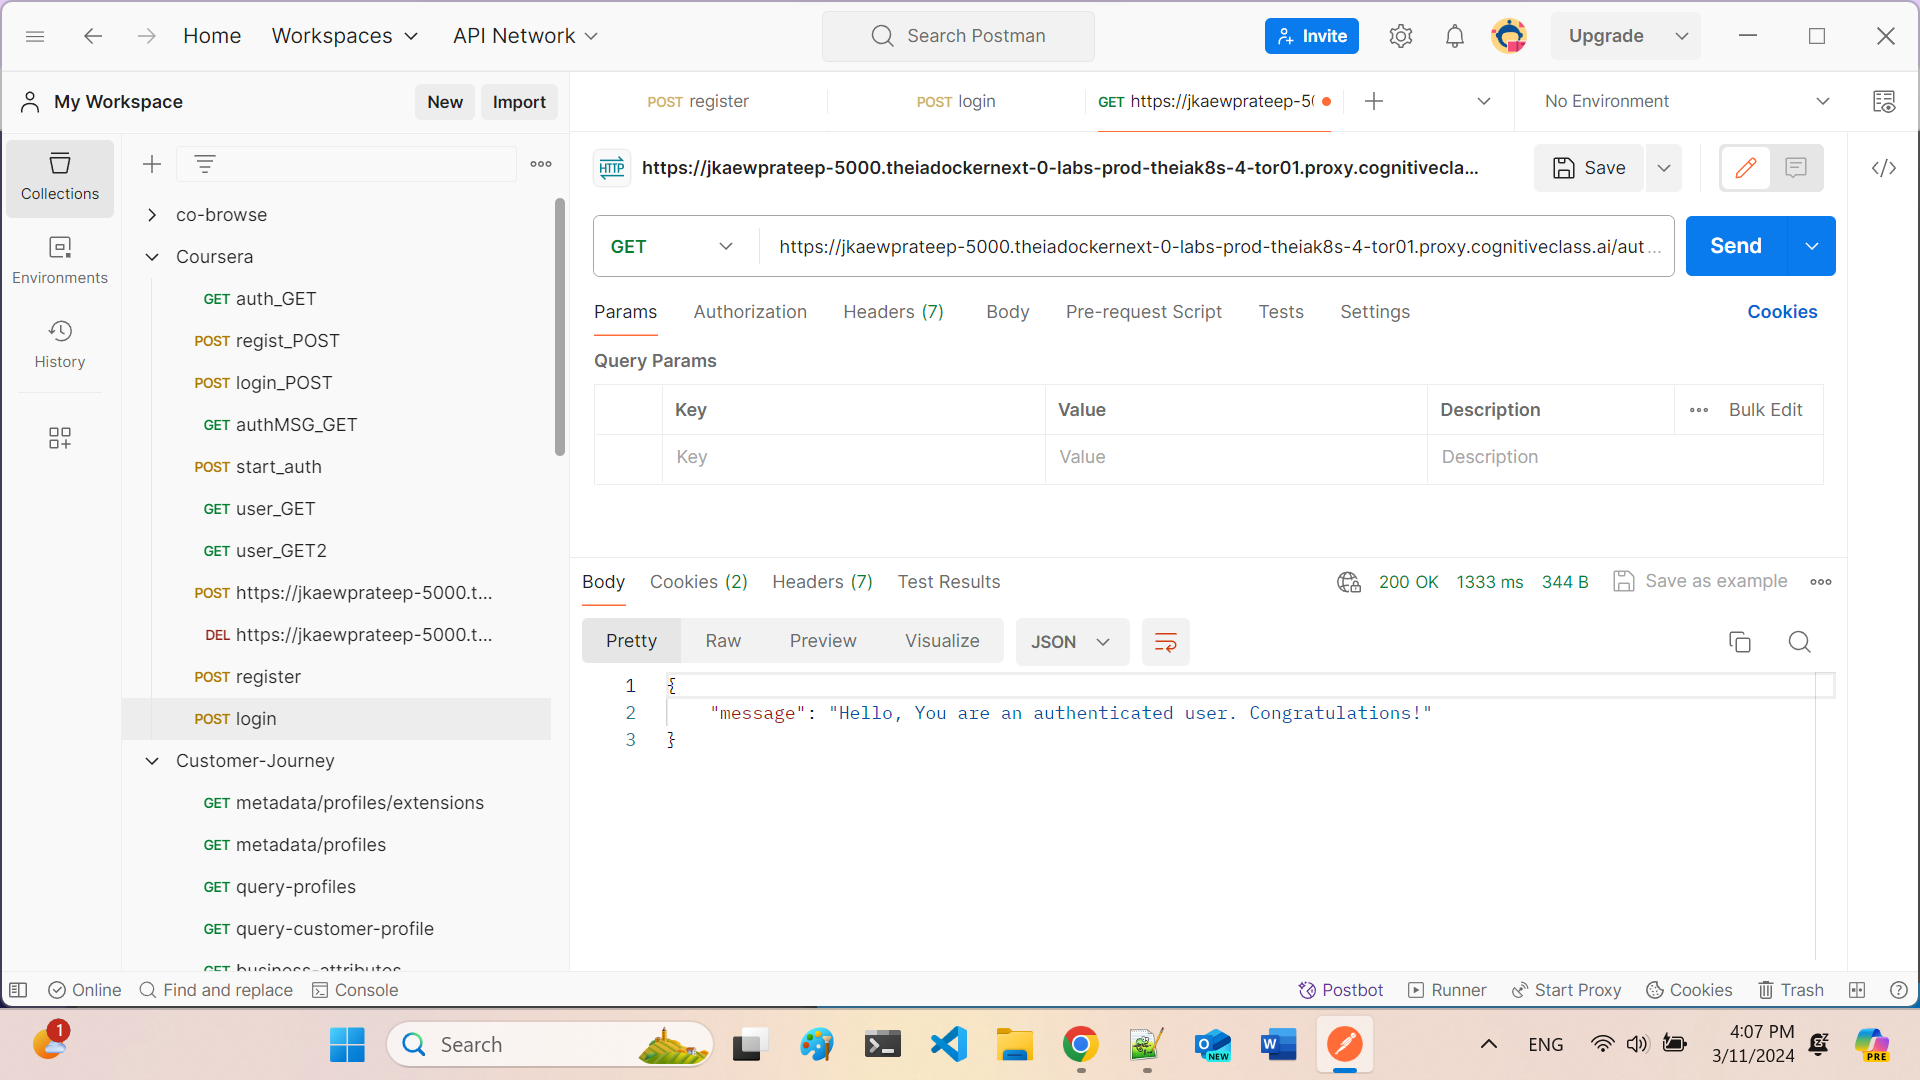 Home
Workspaces
API Network
Search Postman
Invite
Upgrade
My Workspace
New
Import
POST register
POST login
GET https://jkaewprateep-5(
No Environment
Collections
Environments
History
co-browse
Coursera
GET auth_GET
POST regist_POST
POST login_POST
GET authMSG_GET
POST start_auth
GET user_GET
GET user_GET2
POST https://jkaewprateep-5000.t...
DEL https://jkaewprateep-5000.t...
POST register
POST login
Customer-Journey
GET metadata/profiles/extensions
GET metadata/profiles
GET query-profiles
GET query-customer-profile
GET business-attributes
HTTP
https://jkaewprateep-5000.theiadockernext-0-labs-prod-theiak8s-4-tor01.proxy.cognitivecla...
Save
</>
GET
https://jkaewprateep-5000.theiadockernext-0-labs-prod-theiak8s-4-tor01.proxy.cognitiveclass.ai/aut ...
Send
Params
Authorization
Headers (7)
Body
Pre-request Script
Tests
Settings
Cookies
Query Params
Key Value Description Bulk Edit
Key Value Description
Body
Cookies (2)
Headers (7)
Test Results
200 OK
1333 ms
344 B
Save as example
Pretty
Raw
Preview
Visualize
JSON
1 {
2 "message": "Hello, You are an authenticated user. Congratulations!"
3 }
Online
Find and replace
Console
Postbot
Runner
Start Proxy
Cookies
Trash
1
Search
NEW
W
ENG
4:07 PM
3/11/2024
PRE